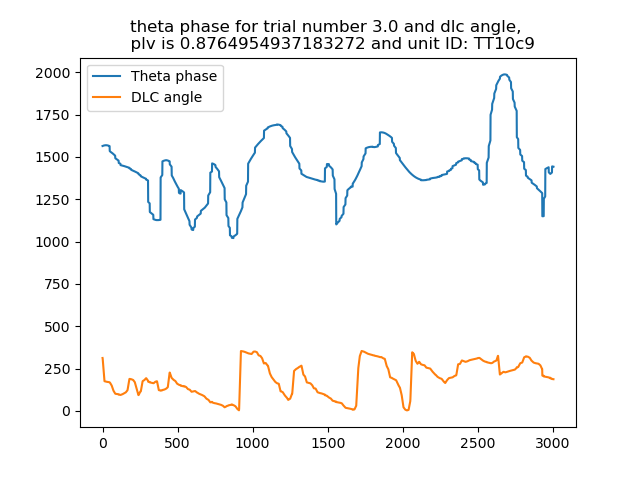 theta phase for trial number 3.0 and dlc angle,
plv is 0.8764954937183272 and unit ID: TT10c9
Theta phase
DLC angle
2000
1750
1500
1250
1000
750
500
250
0
0 500 1000 1500 2000 2500 3000